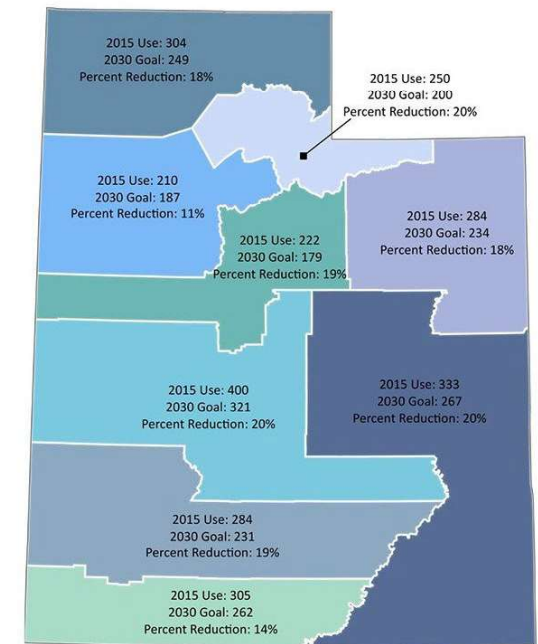 2015 Use: 304
2030 Goal: 249
Percent Reduction: 18%
2015 Use: 250
2030 Goal: 200
Percent Reduction: 20%
2015 Use: 210
2030 Goal: 187
Percent Reduction: 11%
2015 Use: 222
2030 Goal: 179
Percent Reduction: 19%
2015 Use: 284
2030 Goal: 234
Percent Reduction: 18%
2015 Use: 400
2030 Goal: 321
Percent Reduction: 20%
2015 Use: 333
2030 Goal: 267
Percent Reduction: 20%
2015 Use: 284
2030 Goal: 231
Percent Reduction: 19%
2015 Use: 305
2030 Goal: 262
Percent Reduction: 14%